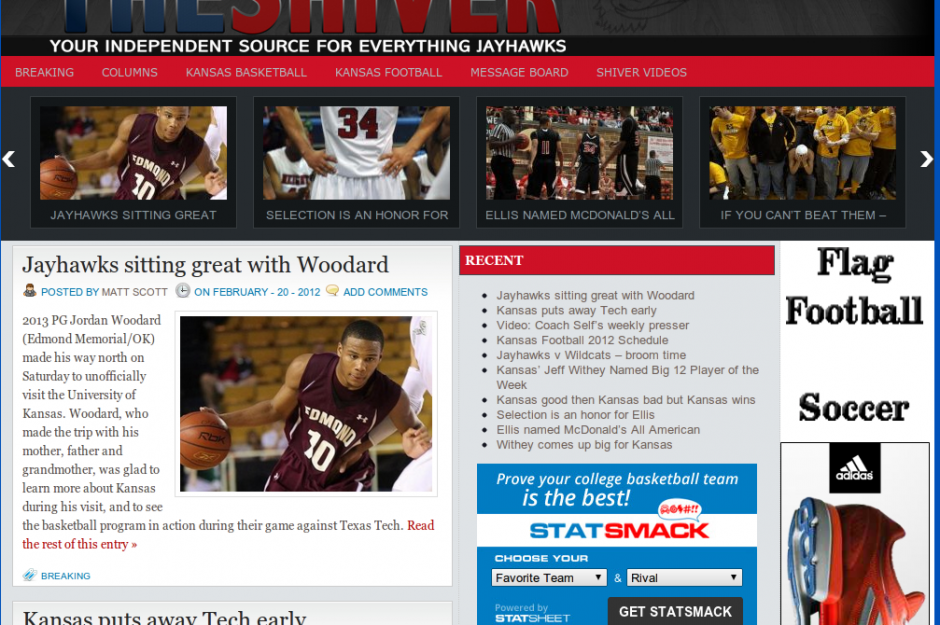 THE SHIVER
YOUR INDEPENDENT SOURCE FOR EVERYTHING JAYHAWKS
BREAKING COLUMNS KANSAS BASKETBALL KANSAS FOOTBALL MESSAGE BOARD SHIVER VIDEOS
EDMOND
10
34
11
34
JAYHAWKS SITTING GREAT
SELECTION IS AN HONOR FOR
ELLIS NAMED MCDONALD'S ALL
IF YOU CAN'T BEAT THEM –
Jayhawks sitting great with Woodard
POSTED BY MATT SCOTT ON FEBRUARY - 20 - 2012 ADD COMMENTS
2013 PG Jordan Woodard
(Edmond Memorial/OK)
made his way north on
Saturday to unofficially
visit the University of
Kansas. Woodard, who
made the trip with his
mother, father and
grandmother, was glad to
learn more about Kansas
during his visit, and to see
the basketball program in action during their game against Texas Tech. Read
the rest of this entry »
EDMOND
10
BREAKING
Kansas puts away Tech early
RECENT
Jayhawks sitting great with Woodard
Kansas puts away Tech early
Video: Coach Self's weekly presser
Kansas Football 2012 Schedule
Jayhawks v Wildcats – broom time
Kansas' Jeff Withey Named Big 12 Player of the
Week
Kansas good then Kansas bad but Kansas wins
Selection is an honor for Ellis
Ellis named McDonald's All American
Withey comes up big for Kansas
Prove your college basketball team
is the best!
@#!!
STATSMACK
CHOOSE YOUR
Favorite Team & Rival
Powered by
STATSHEET
GET STATSMACK
Flag
Football
Soccer
adidas